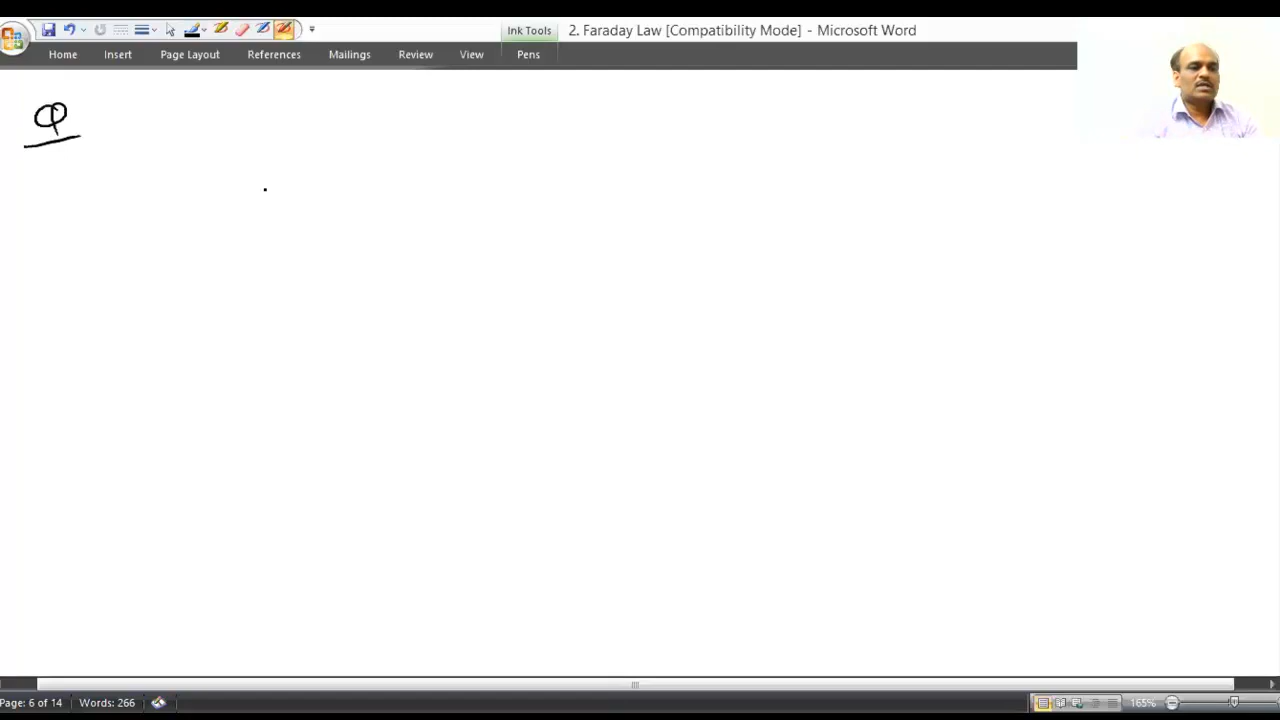 Ink Tools 2. Faraday Law [Compatibility Mode] - Microsoft Word
Home Insert Page Layout References Mailings Review View Pens
Q
Page: 6 of 14 Words: 266 165%